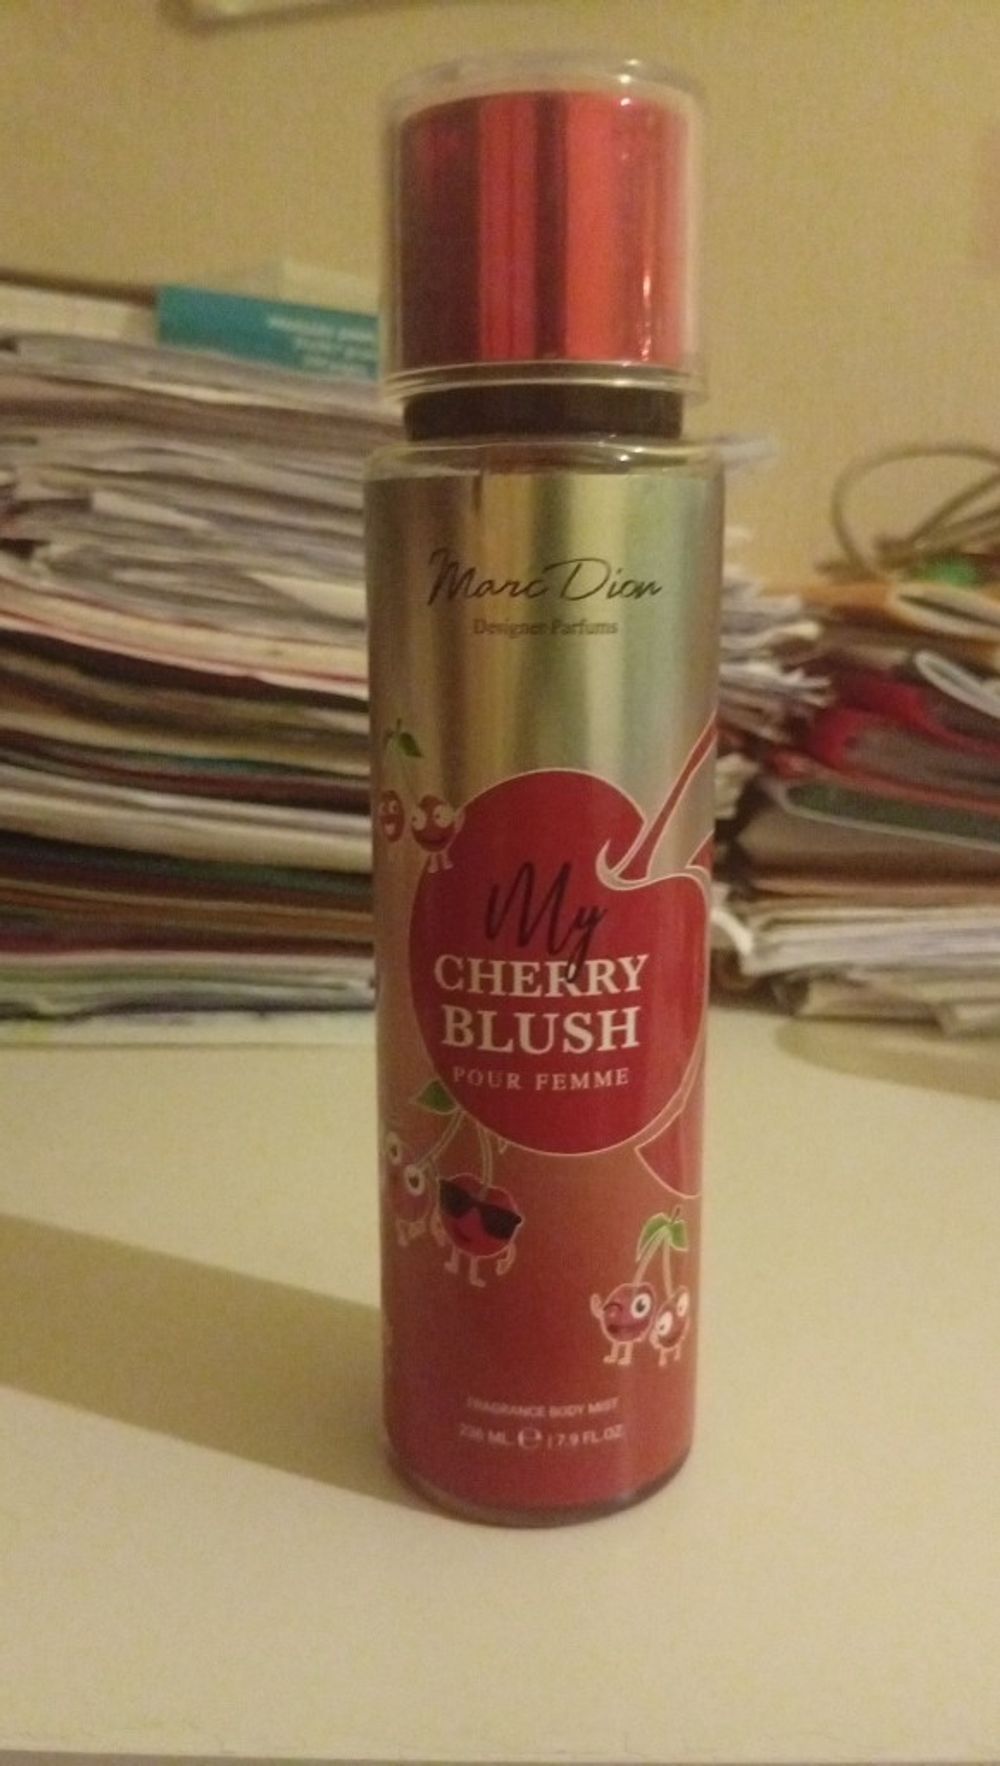 Marc Dion
Designer Parfums
My
CHERRY
BLUSH
POUR FEMME
FRAGRANCE BODY MIST
236 ML e | 7.9 FL.OZ.